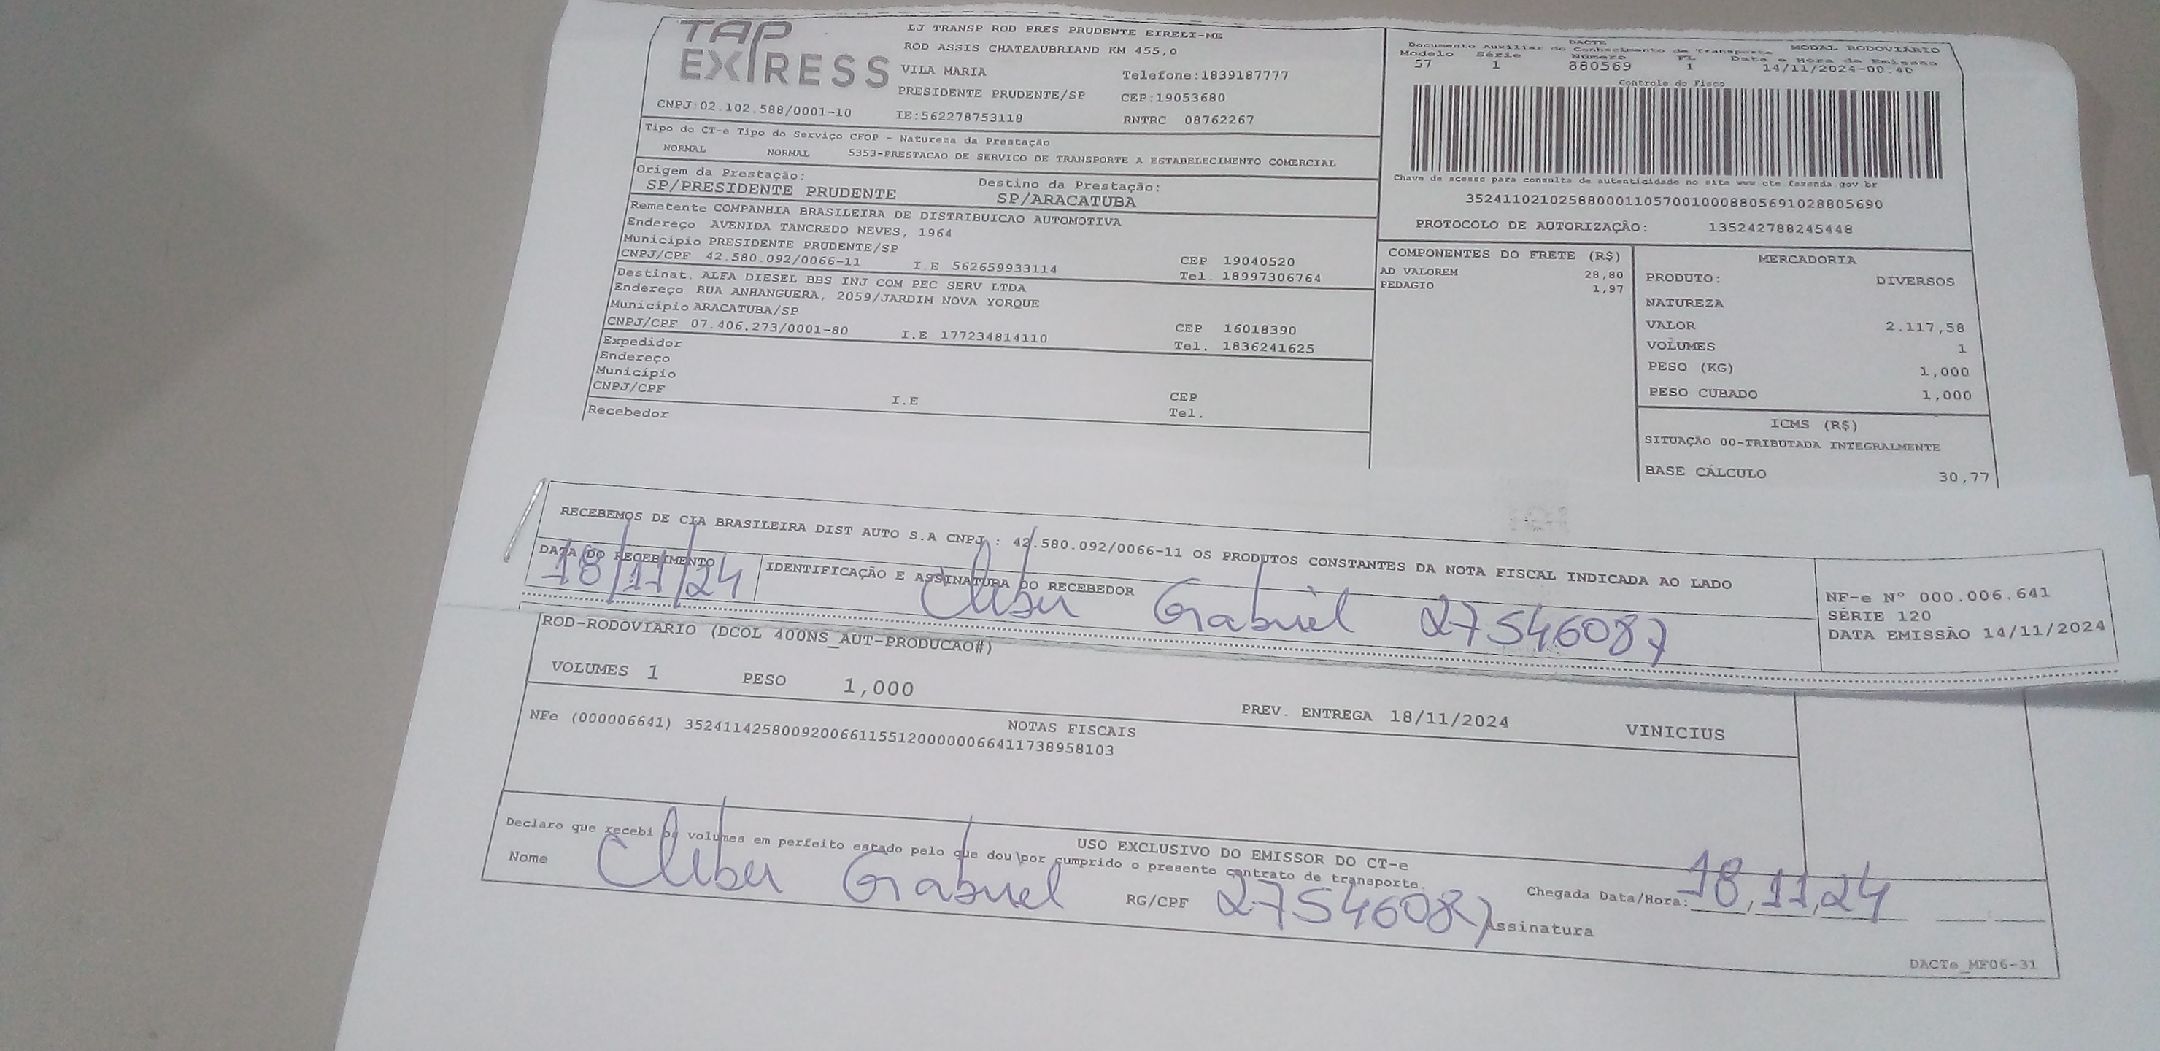 TAP
EXPRESS
LJ TRANSP ROD PRES PRUDENTE EIRELI-ME
ROD ASSIS CHATEAUBRIAND KM 455,0
VILA MARIA Telefone:1839187777
PRESIDENTE PRUDENTE/SP CEP:19053680
CNPJ:02.102.588/0001-10 IE:562278753119 RNTRC 08762267
Tipo do CT-e Tipo do Serviço CFOP - Natureza da Prestação
NORMAL NORMAL 5353-PRESTACAO DE SERVICO DE TRANSPORTE A ESTABELECIMENTO COMERCIAL
Origem da Prestação: Destino da Prestação:
SP/PRESIDENTE PRUDENTE SP/ARACATUBA
Remetente COMPANHIA BRASILEIRA DE DISTRIBUICAO AUTOMOTIVA
Endereço AVENIDA TANCREDO NEVES, 1964
Município PRESIDENTE PRUDENTE/SP CEP 19040520
CNPJ/CPF 42.580.092/0066-11 I.E 562659933114 Tel. 18997306764
Destinat. ALFA DIESEL BBS INJ COM PEC SERV LTDA
Endereço RUA ANHANGUERA, 2059/JARDIM NOVA YORQUE
Município ARACATUBA/SP CEP 16018390
CNPJ/CPF 07.406.273/0001-80 I.E 177234814110 Tel. 1836241625
Expedidor
Endereço
Município CEP
CNPJ/CPF I.E Tel.
Recebedor
DACTE MODAL RODOVIARIO
Documento Auxiliar do Conhecimento de Transporte
Modelo Série Número FL Data e Hora de Emissão
57 1 880569 1 14/11/2024-00:40
Controle do Fisco
Chave de acesso para consulta de autenticidade no site www cte fazenda.gov br
35241102102588000110570010008805691028805690
PROTOCOLO DE AUTORIZAÇÃO: 135242788245448
COMPONENTES DO FRETE (R$)
AD VALOREM 28,80
PEDAGIO 1,97
MERCADORIA
PRODUTO: DIVERSOS
NATUREZA
VALOR 2.117,58
VOLUMES 1
PESO (KG) 1,000
PESO CUBADO 1,000
ICMS (R$)
SITUAÇÃO 00-TRIBUTADA INTEGRALMENTE
BASE CÁLCULO 30,77
RECEBEMOS DE CIA BRASILEIRA DIST AUTO S.A CNPJ : 42.580.092/0066-11 OS PRODUTOS CONSTANTES DA NOTA FISCAL INDICADA AO LADO
DATA DO RECEBIMENTO IDENTIFICAÇÃO E ASSINATURA DO RECEBEDOR
18/11/24 Cleber Gabriel 27546087
NF-e Nº 000.006.641
SÉRIE 120
DATA EMISSÃO 14/11/2024
ROD-RODOVIARIO (DCOL 400NS_AUT-PRODUCAO#)
VOLUMES 1 PESO 1,000 PREV. ENTREGA 18/11/2024 VINICIUS
NOTAS FISCAIS
NFe (000006641) 35241142580092006611551200000066411738958103
USO EXCLUSIVO DO EMISSOR DO CT-e
Declaro que recebi os volumes em perfeito estado pelo que dou por cumprido o presente contrato de transporte.
Nome Cleber Gabriel RG/CPF 27546087 Assinatura
Chegada Data/Hora: 18,11,24
DACTe_MF06-31